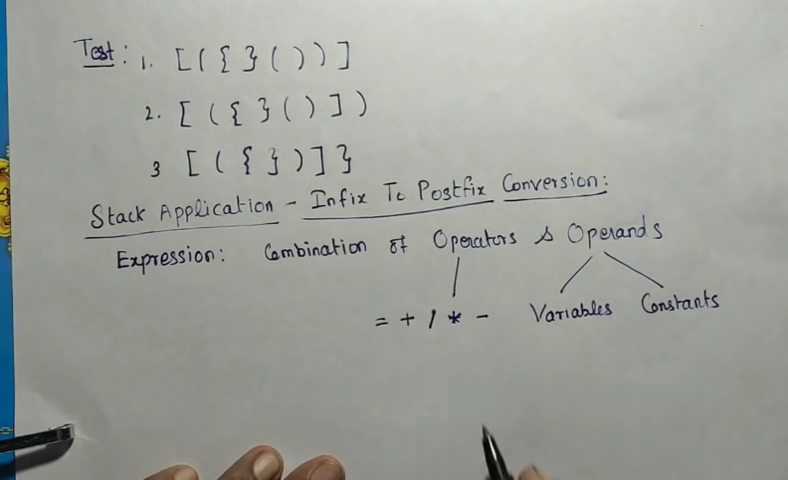 Test: 1. [({}())]
2. [({}()])
3 [({})]}
Stack Application - Infix To Postfix Conversion:
Expression: Combination of Operators & Operands
= + / * - Variables Constants